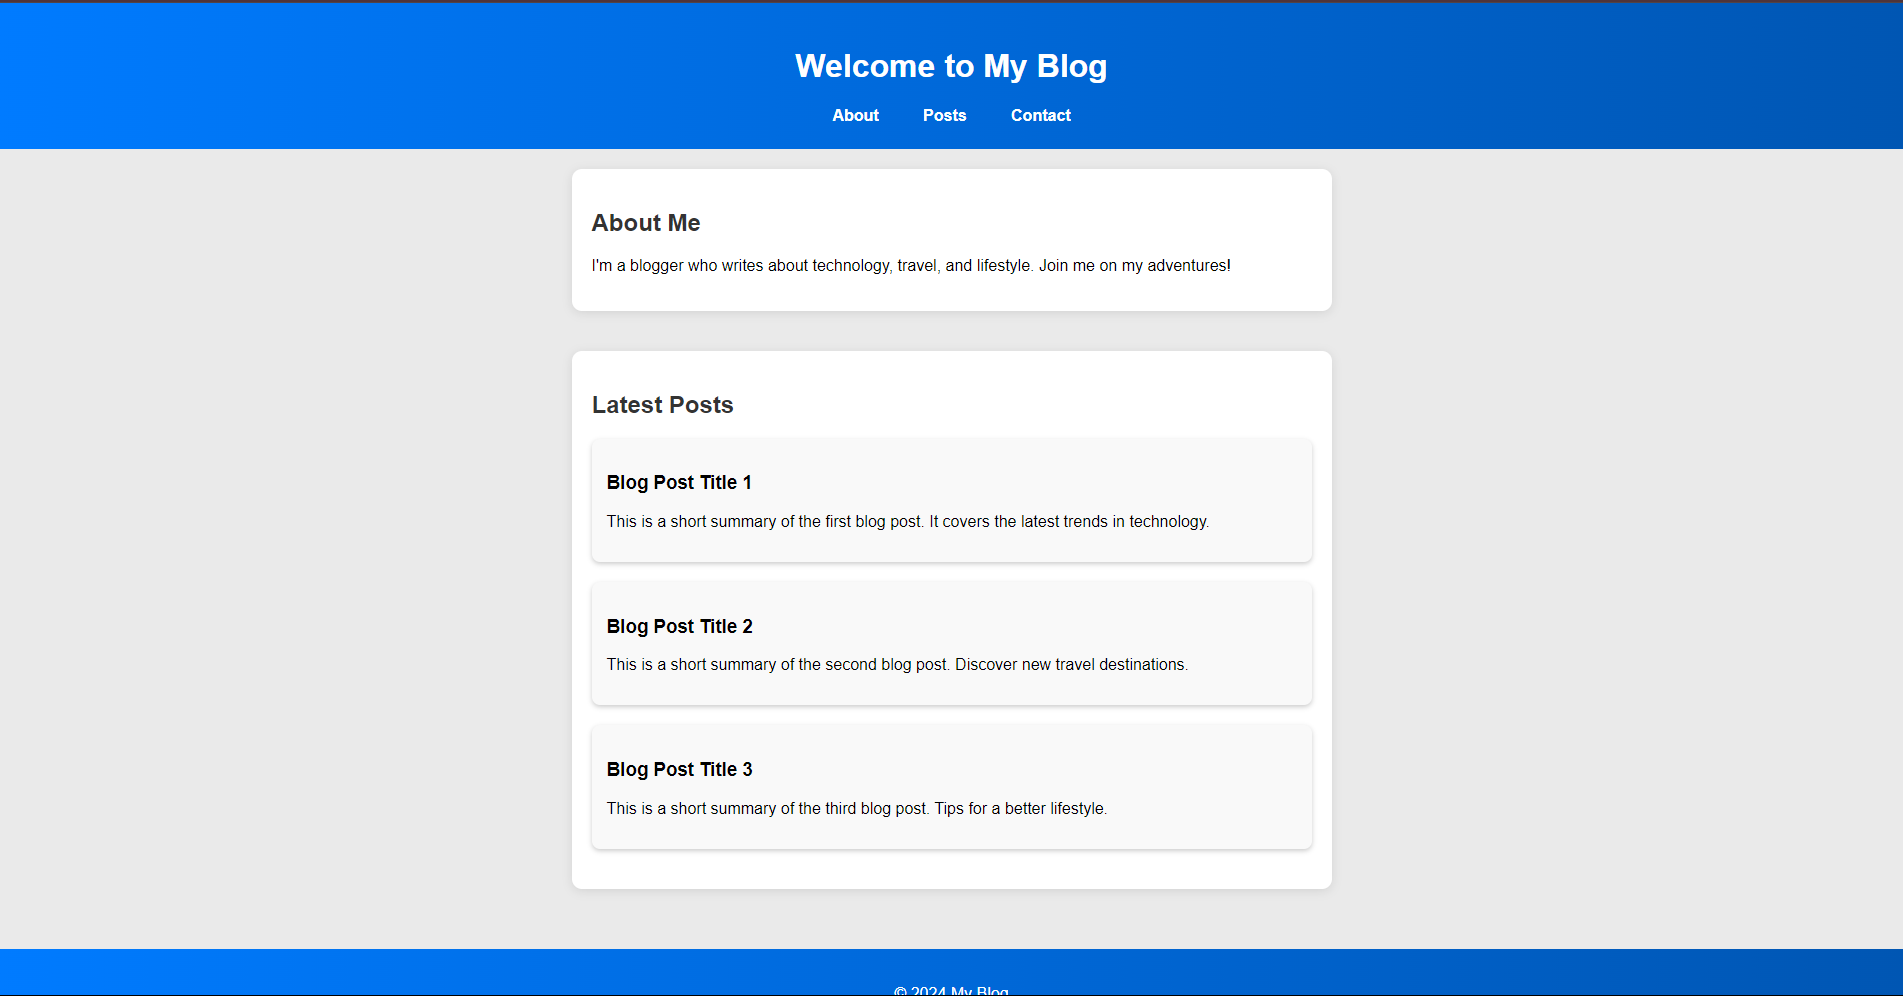 Welcome to My Blog
About Posts Contact
About Me
I'm a blogger who writes about technology, travel, and lifestyle. Join me on my adventures!
Latest Posts
Blog Post Title 1
This is a short summary of the first blog post. It covers the latest trends in technology.
Blog Post Title 2
This is a short summary of the second blog post. Discover new travel destinations.
Blog Post Title 3
This is a short summary of the third blog post. Tips for a better lifestyle.
© 2024 My Blog